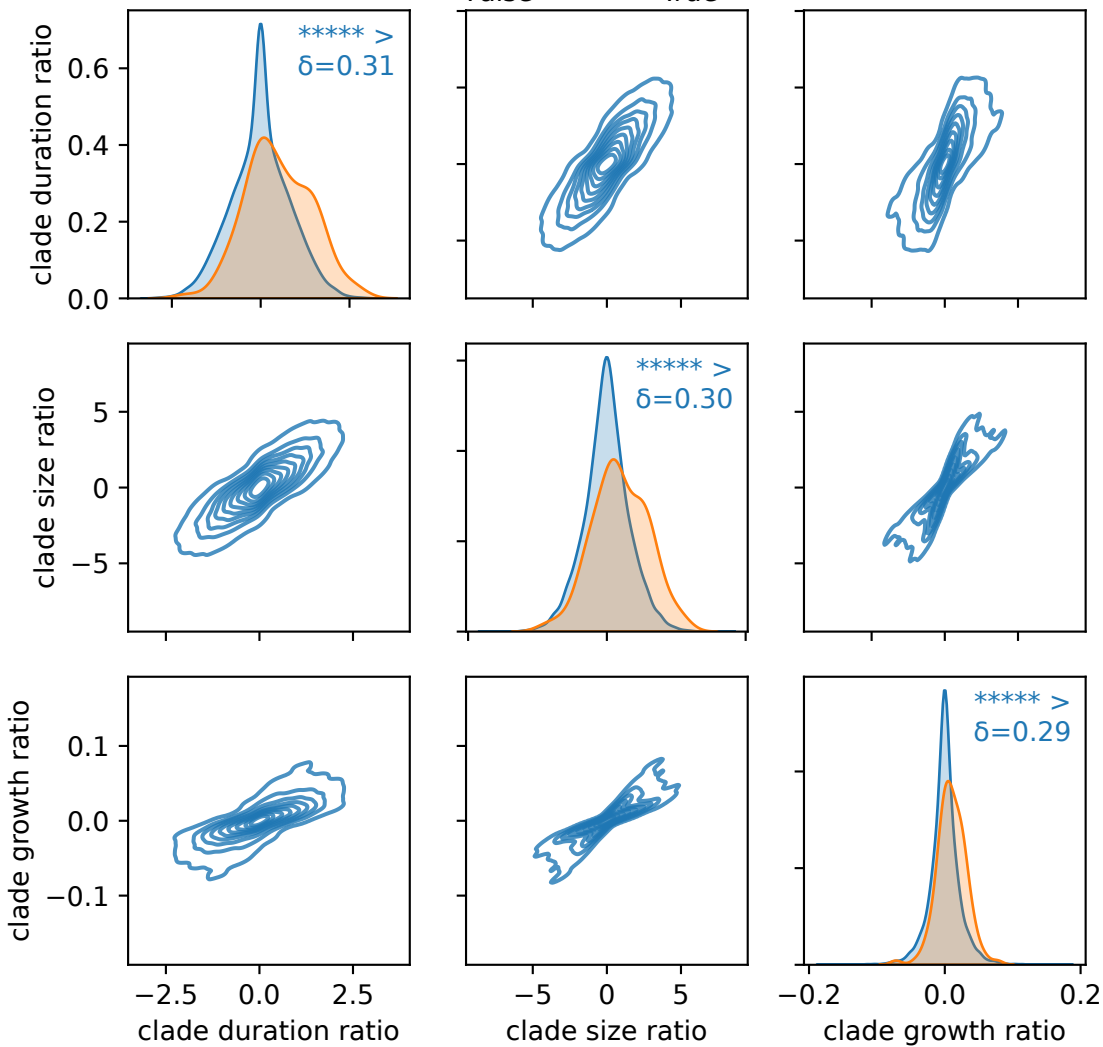 False True
clade duration ratio
0.6
0.4
0.2
0.0
***** >
δ=0.31
clade size ratio
5
0
−5
***** >
δ=0.30
clade growth ratio
0.1
0.0
−0.1
***** >
δ=0.29
−2.5 0.0 2.5
clade duration ratio
−5 0 5
clade size ratio
−0.2 0.0 0.2
clade growth ratio